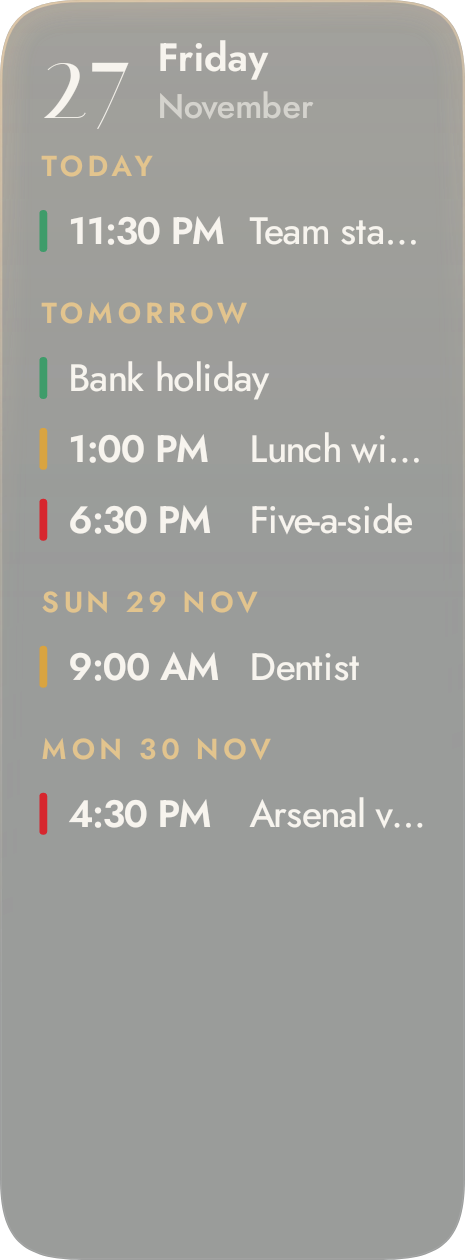 27 Friday
November
TODAY
11:30 PM Team sta...
TOMORROW
Bank holiday
1:00 PM Lunch wi...
6:30 PM Five-a-side
SUN 29 NOV
9:00 AM Dentist
MON 30 NOV
4:30 PM Arsenal v...